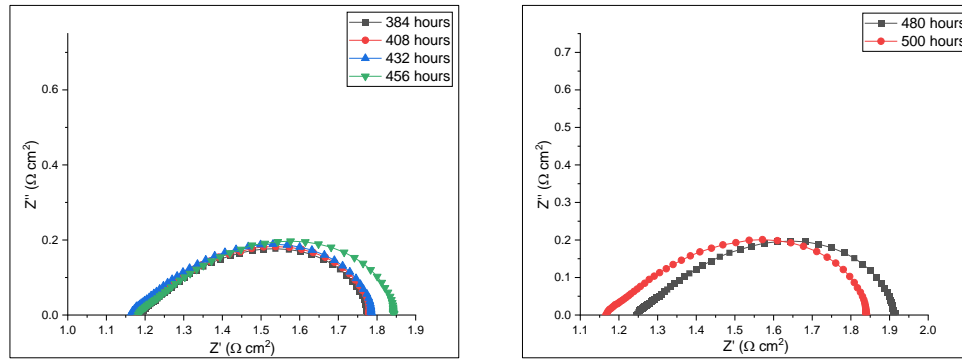 384 hours
408 hours
432 hours
456 hours
Z'' (Ω cm²)
0.6
0.4
0.2
0.0
1.0 1.1 1.2 1.3 1.4 1.5 1.6 1.7 1.8 1.9
Z' (Ω cm²)
480 hours
500 hours
Z'' (Ω cm²)
0.7
0.6
0.5
0.4
0.3
0.2
0.1
0.0
1.1 1.2 1.3 1.4 1.5 1.6 1.7 1.8 1.9 2.0
Z' (Ω cm²)